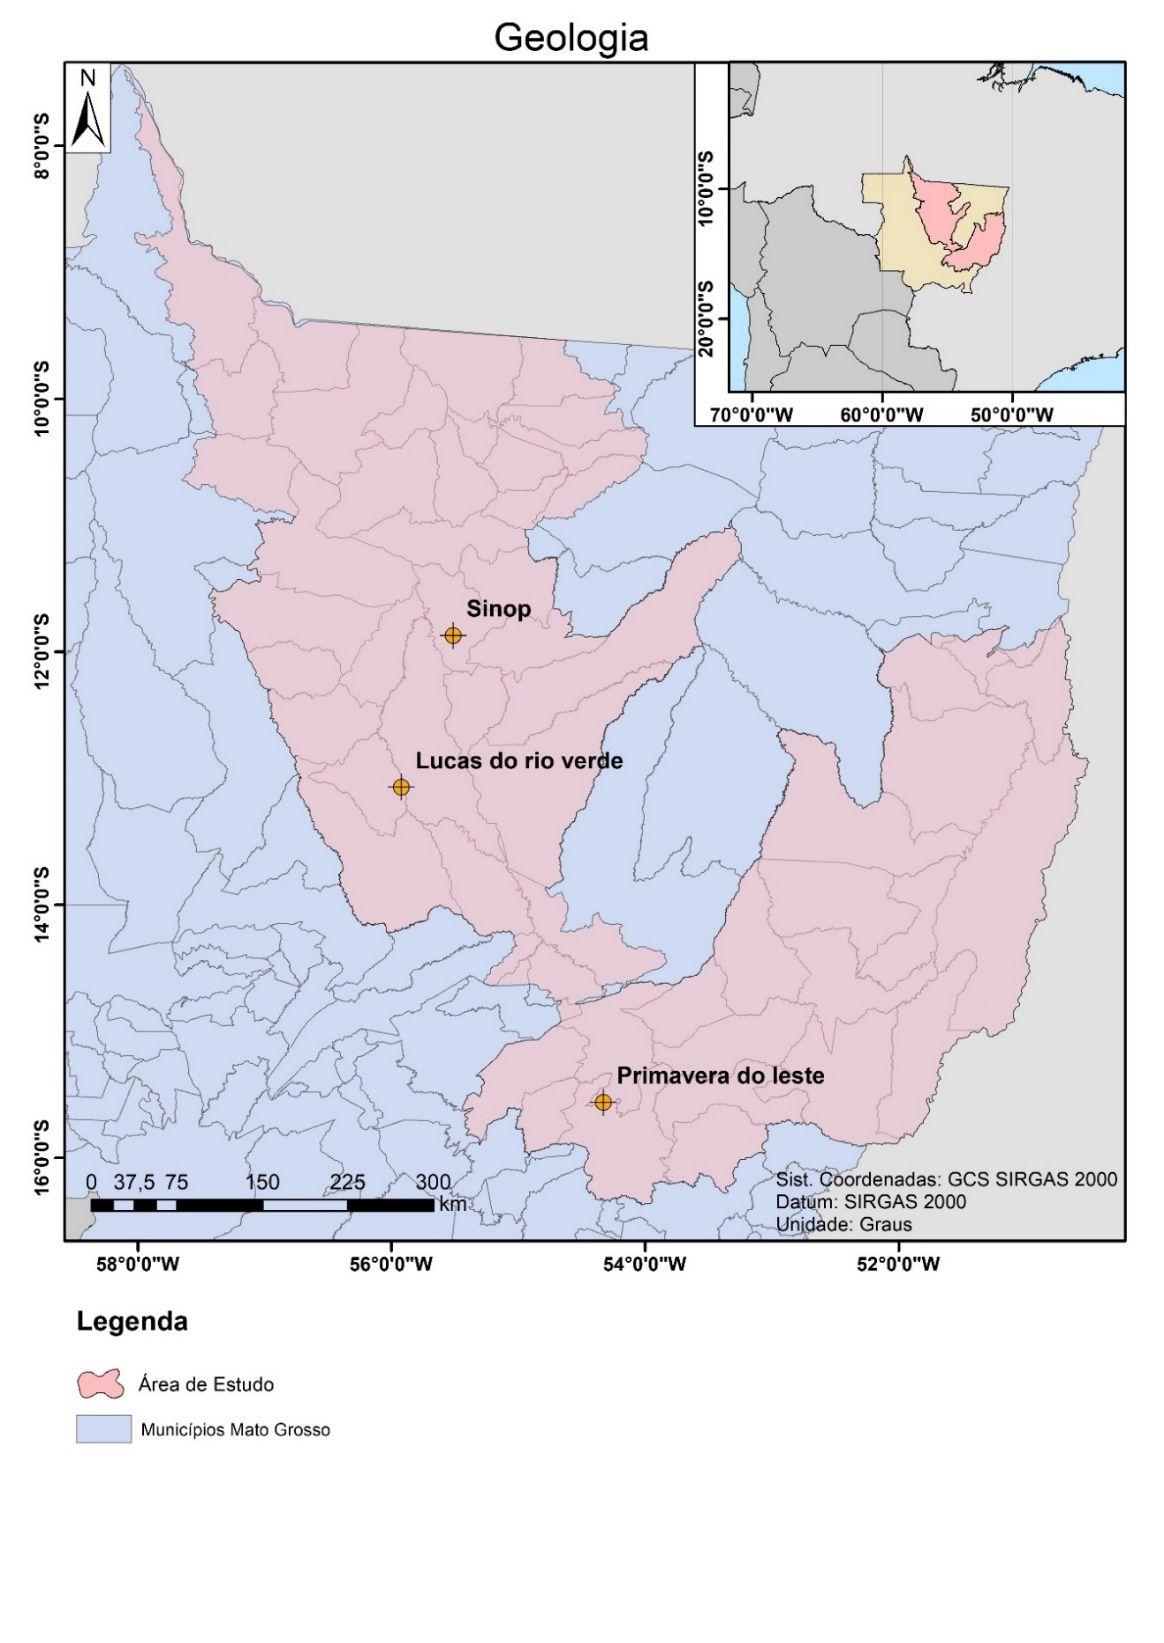 Geologia
N
8°0'0"S
10°0'0"S
12°0'0"S
14°0'0"S
16°0'0"S
10°0'0"S
20°0'0"S
70°0'0"W 60°0'0"W 50°0'0"W
Sinop
Lucas do rio verde
Primavera do leste
0 37,5 75 150 225 300
km
Sist. Coordenadas: GCS SIRGAS 2000
Datum: SIRGAS 2000
Unidade: Graus
58°0'0"W 56°0'0"W 54°0'0"W 52°0'0"W
Legenda
Área de Estudo
Municípios Mato Grosso